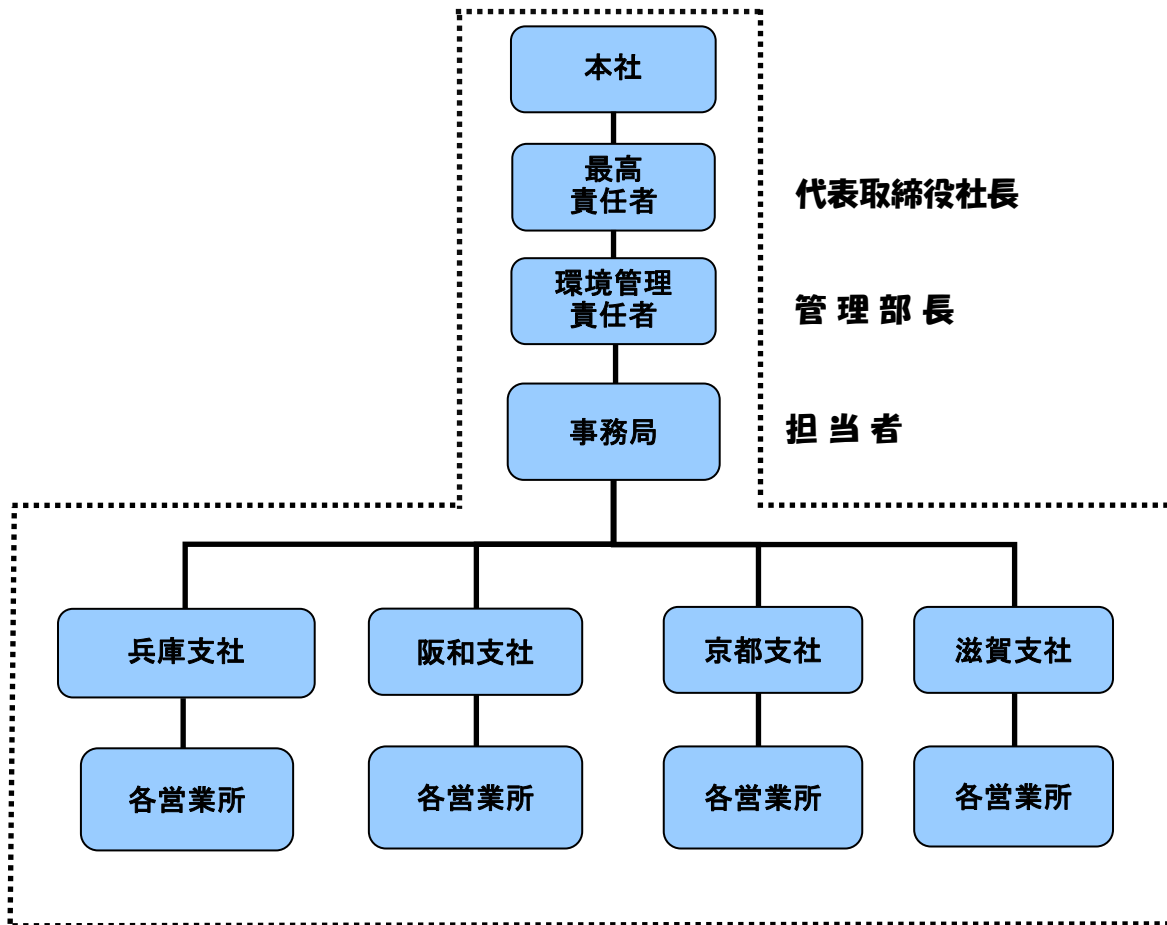 本社
最高
責任者
代表取締役社長
環境管理
責任者
管理部長
事務局
担当者
兵庫支社
阪和支社
京都支社
滋賀支社
各営業所
各営業所
各営業所
各営業所